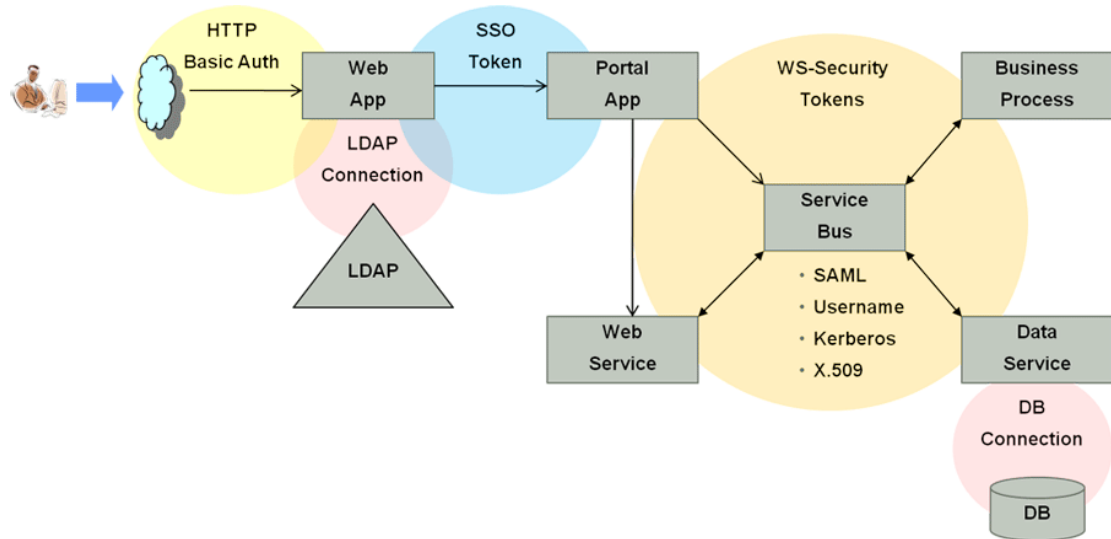 HTTP
Basic Auth
SSO
Token
Web
App
Portal
App
WS-Security
Tokens
Business
Process
LDAP
Connection
LDAP
Service
Bus
• SAML
• Username
• Kerberos
• X.509
Web
Service
Data
Service
DB
Connection
DB